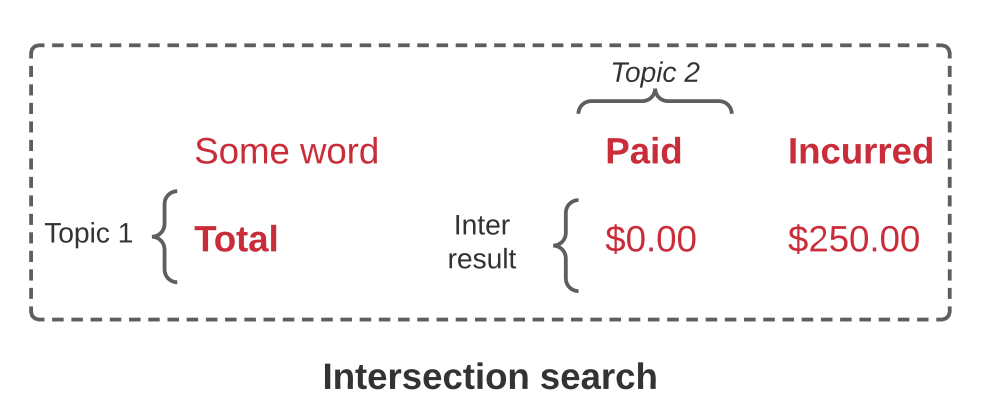 Topic 2
Some word Paid Incurred
Topic 1 Total Inter result $0.00 $250.00
Intersection search